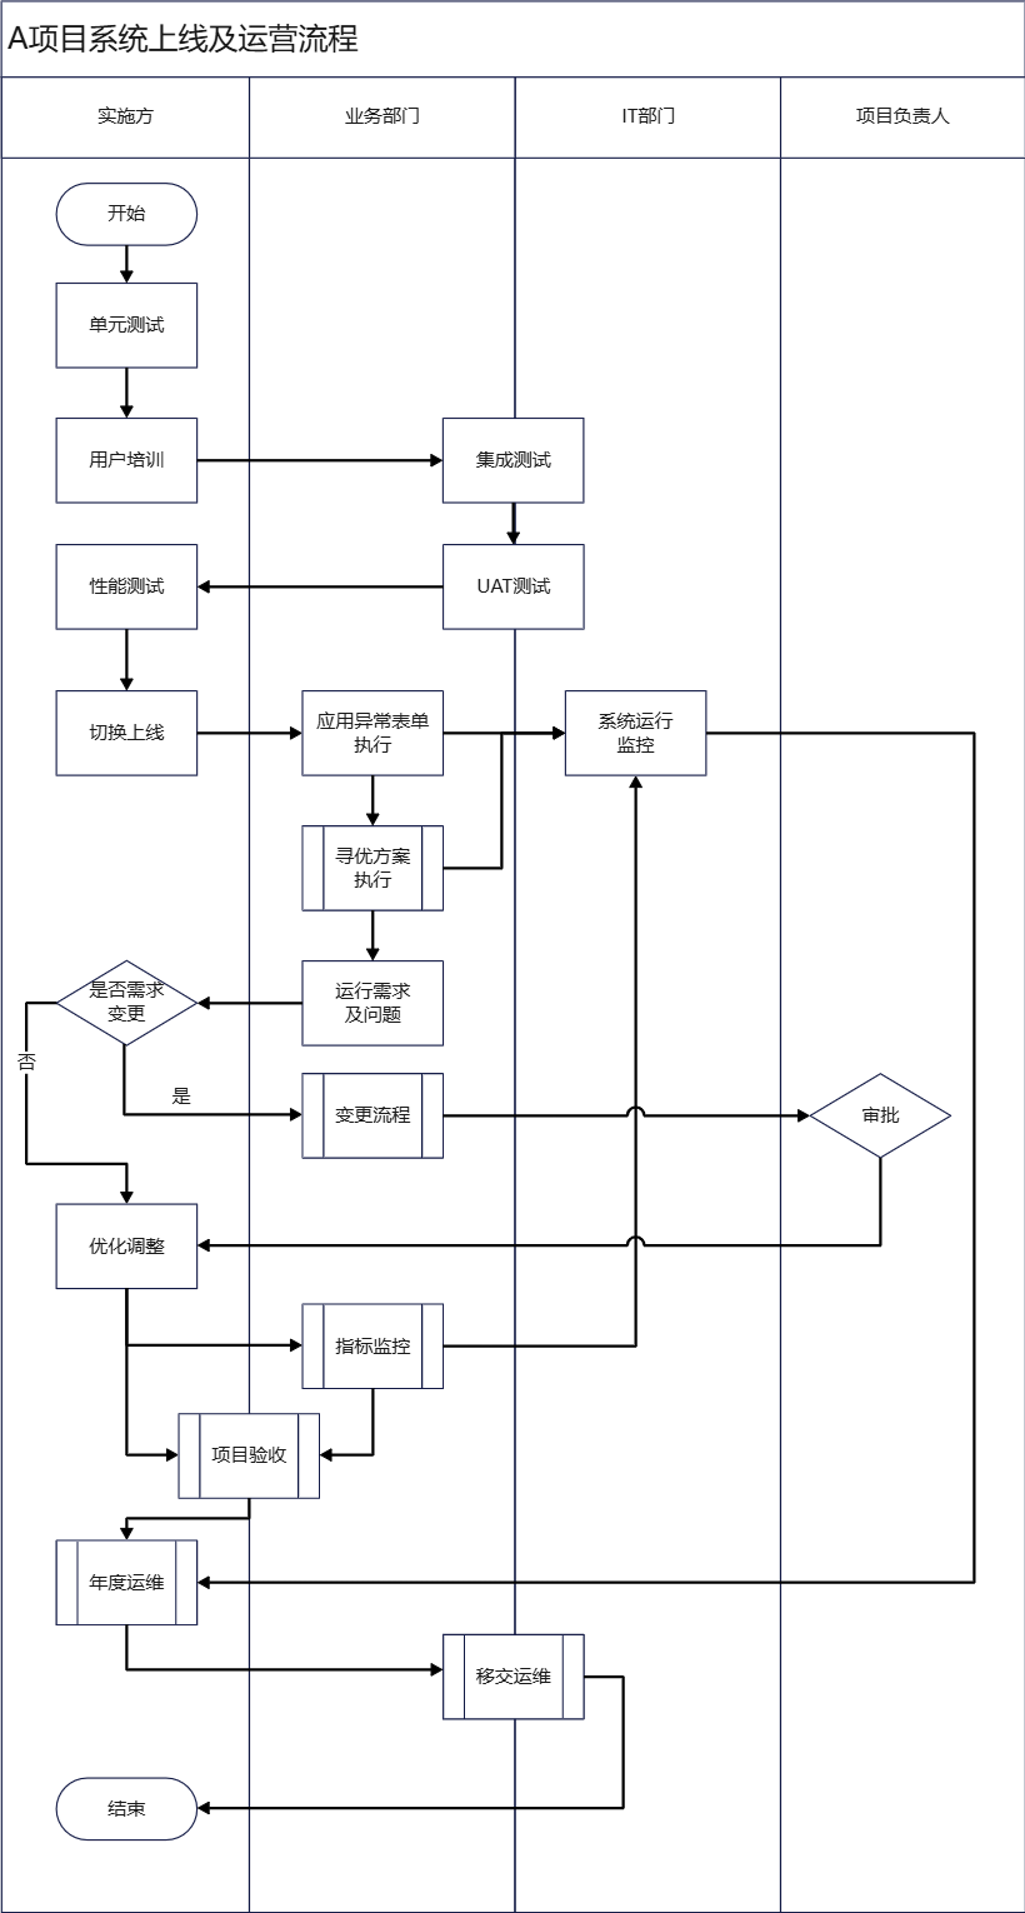 A项目系统上线及运营流程
实施方
业务部门
IT部门
项目负责人
开始
单元测试
用户培训
集成测试
性能测试
UAT测试
切换上线
应用异常表单
执行
系统运行
监控
寻优方案
执行
是否需求
变更
运行需求
及问题
否
是
变更流程
审批
优化调整
指标监控
项目验收
年度运维
移交运维
结束